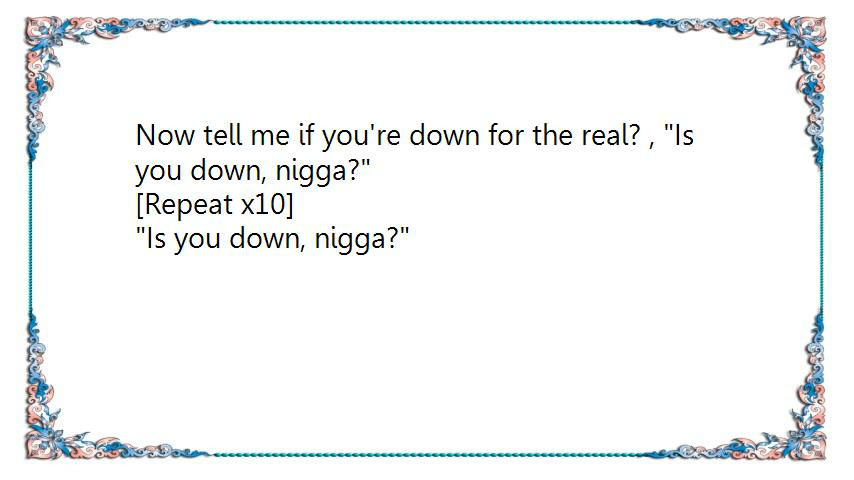 Now tell me if you're down for the real? , "Is
you down, nigga?"
[Repeat x10]
"Is you down, nigga?"